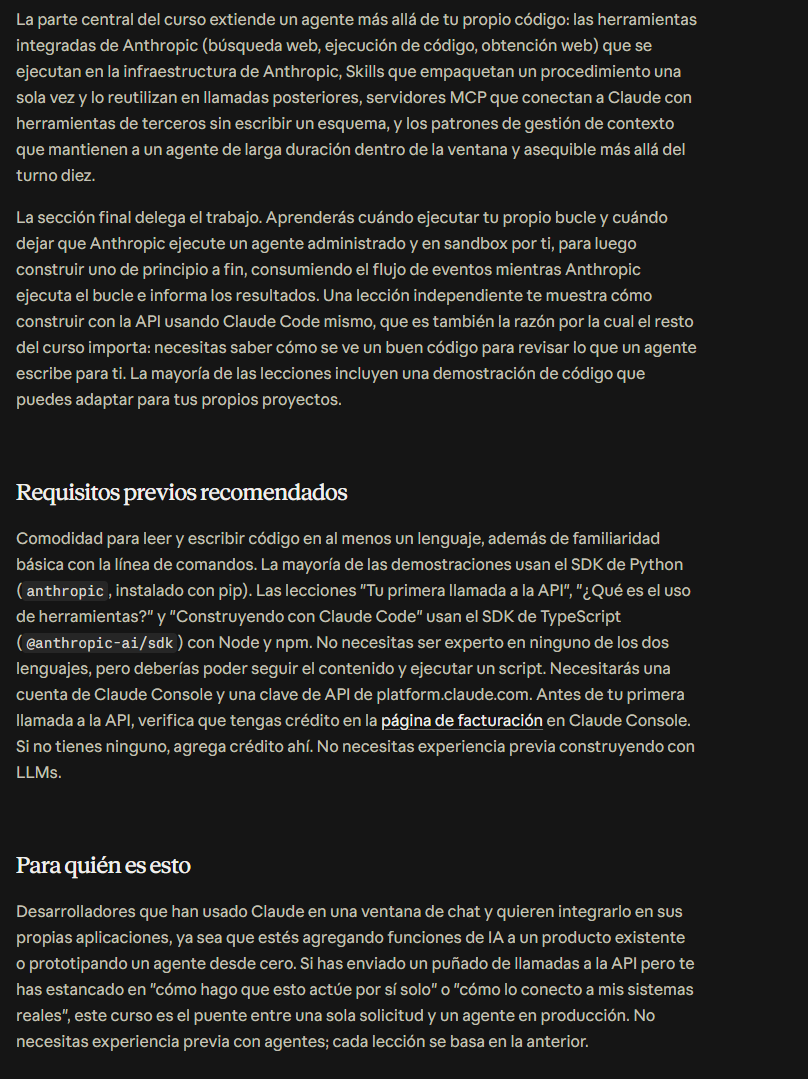 La parte central del curso extiende un agente más allá de tu propio código: las herramientas
integradas de Anthropic (búsqueda web, ejecución de código, obtención web) que se
ejecutan en la infraestructura de Anthropic, Skills que empaquetan un procedimiento una
sola vez y lo reutilizan en llamadas posteriores, servidores MCP que conectan a Claude con
herramientas de terceros sin escribir un esquema, y los patrones de gestión de contexto
que mantienen a un agente de larga duración dentro de la ventana y asequible más allá del
turno diez.
La sección final delega el trabajo. Aprenderás cuándo ejecutar tu propio bucle y cuándo
dejar que Anthropic ejecute un agente administrado y en sandbox por ti, para luego
construir uno de principio a fin, consumiendo el flujo de eventos mientras Anthropic
ejecuta el bucle e informa los resultados. Una lección independiente te muestra cómo
construir con la API usando Claude Code mismo, que es también la razón por la cual el resto
del curso importa: necesitas saber cómo se ve un buen código para revisar lo que un agente
escribe para ti. La mayoría de las lecciones incluyen una demostración de código que
puedes adaptar para tus propios proyectos.
Requisitos previos recomendados
Comodidad para leer y escribir código en al menos un lenguaje, además de familiaridad
básica con la línea de comandos. La mayoría de las demostraciones usan el SDK de Python
(anthropic, instalado con pip). Las lecciones "Tu primera llamada a la API", "¿Qué es el uso
de herramientas?" y "Construyendo con Claude Code" usan el SDK de TypeScript
(@anthropic-ai/sdk) con Node y npm. No necesitas ser experto en ninguno de los dos
lenguajes, pero deberías poder seguir el contenido y ejecutar un script. Necesitarás una
cuenta de Claude Console y una clave de API de platform.claude.com. Antes de tu primera
llamada a la API, verifica que tengas crédito en la página de facturación en Claude Console.
Si no tienes ninguno, agrega crédito ahí. No necesitas experiencia previa construyendo con
LLMs.
Para quién es esto
Desarrolladores que han usado Claude en una ventana de chat y quieren integrarlo en sus
propias aplicaciones, ya sea que estés agregando funciones de IA a un producto existente
o prototipando un agente desde cero. Si has enviado un puñado de llamadas a la API pero te
has estancado en "cómo hago que esto actúe por sí solo" o "cómo lo conecto a mis sistemas
reales", este curso es el puente entre una sola solicitud y un agente en producción. No
necesitas experiencia previa con agentes; cada lección se basa en la anterior.